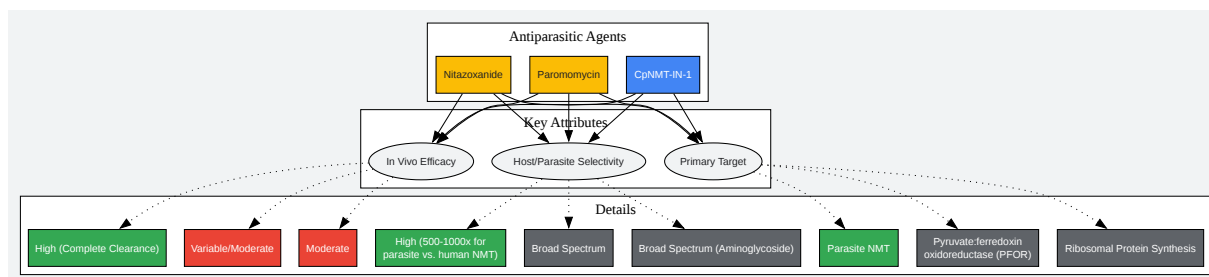 Antiparasitic Agents
Nitazoxanide
Paromomycin
CpNMT-IN-1
Key Attributes
In Vivo Efficacy
Host/Parasite Selectivity
Primary Target
Details
High (Complete Clearance)
Variable/Moderate
Moderate
High (500-1000x for
parasite vs. human NMT)
Broad Spectrum
Broad Spectrum (Aminoglycoside)
Parasite NMT
Pyruvate:ferredoxin
oxidoreductase (PFOR)
Ribosomal Protein Synthesis